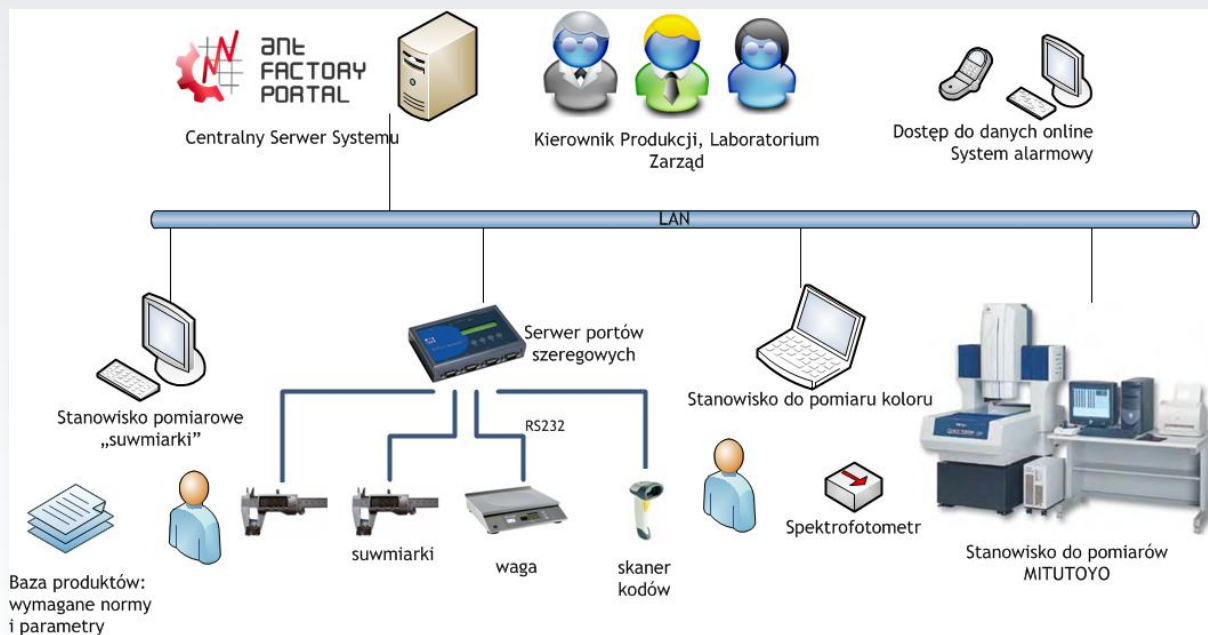 ant
FACTORY
PORTAL
Centralny Serwer Systemu
Kierownik Produkcji, Laboratorium
Zarząd
Dostęp do danych online
System alarmowy
LAN
Serwer portów
szeregowych
Stanowisko pomiarowe
„suwmiarki”
RS232
Stanowisko do pomiaru koloru
Spektrofotometr
suwmiarki
waga
skaner
kodów
Stanowisko do pomiarów
MITUTOYO
Baza produktów:
wymagane normy
i parametry